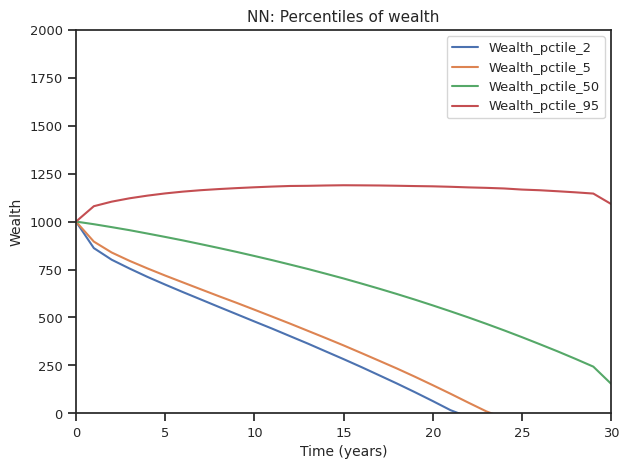 NN: Percentiles of wealth
Wealth_pctile_2
Wealth_pctile_5
Wealth_pctile_50
Wealth_pctile_95
Wealth
2000
1750
1500
1250
1000
750
500
250
0
0 5 10 15 20 25 30
Time (years)